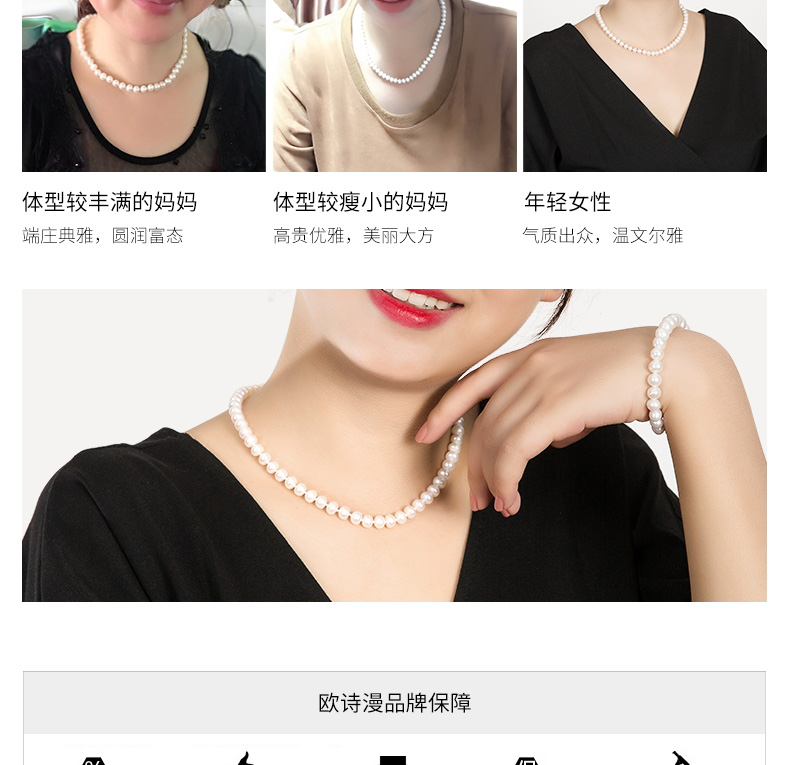 体型较丰满的妈妈
体型较瘦小的妈妈
年轻女性
端庄典雅，圆润富态
高贵优雅，美丽大方
气质出众，温文尔雅
欧诗漫品牌保障